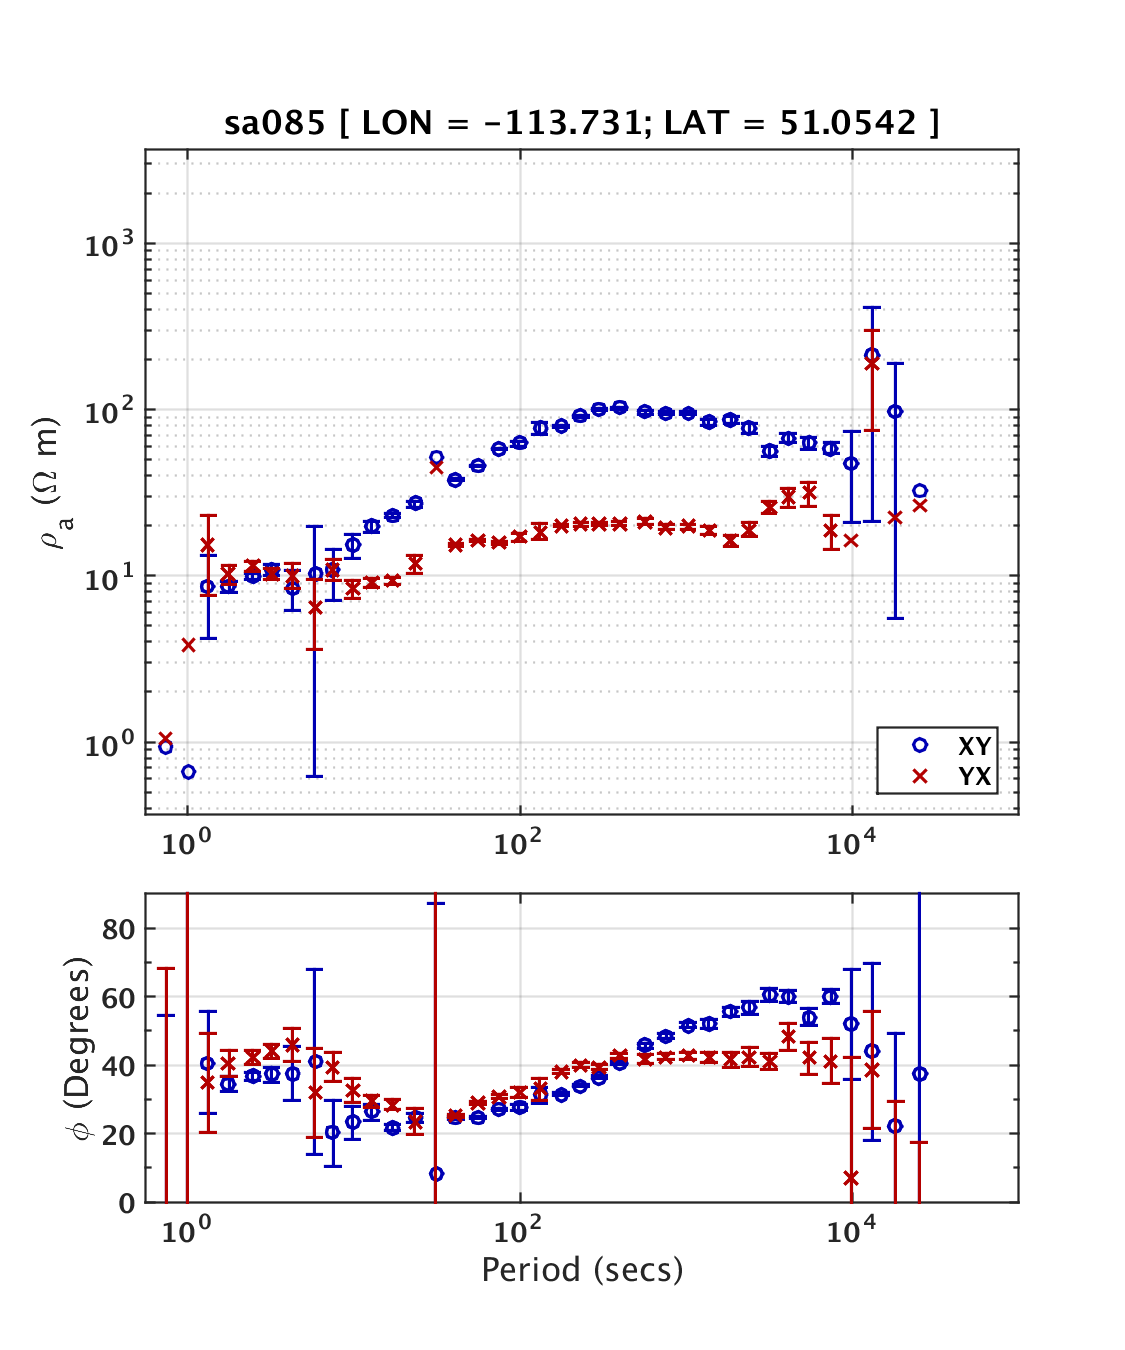 sa085 [ LON = -113.731; LAT = 51.0542 ]
10³
10²
10¹
10⁰
ρₐ (Ω m)
XY
YX
10⁰ 10² 10⁴
80
60
40
20
0
ϕ (Degrees)
10⁰ 10² 10⁴
Period (secs)